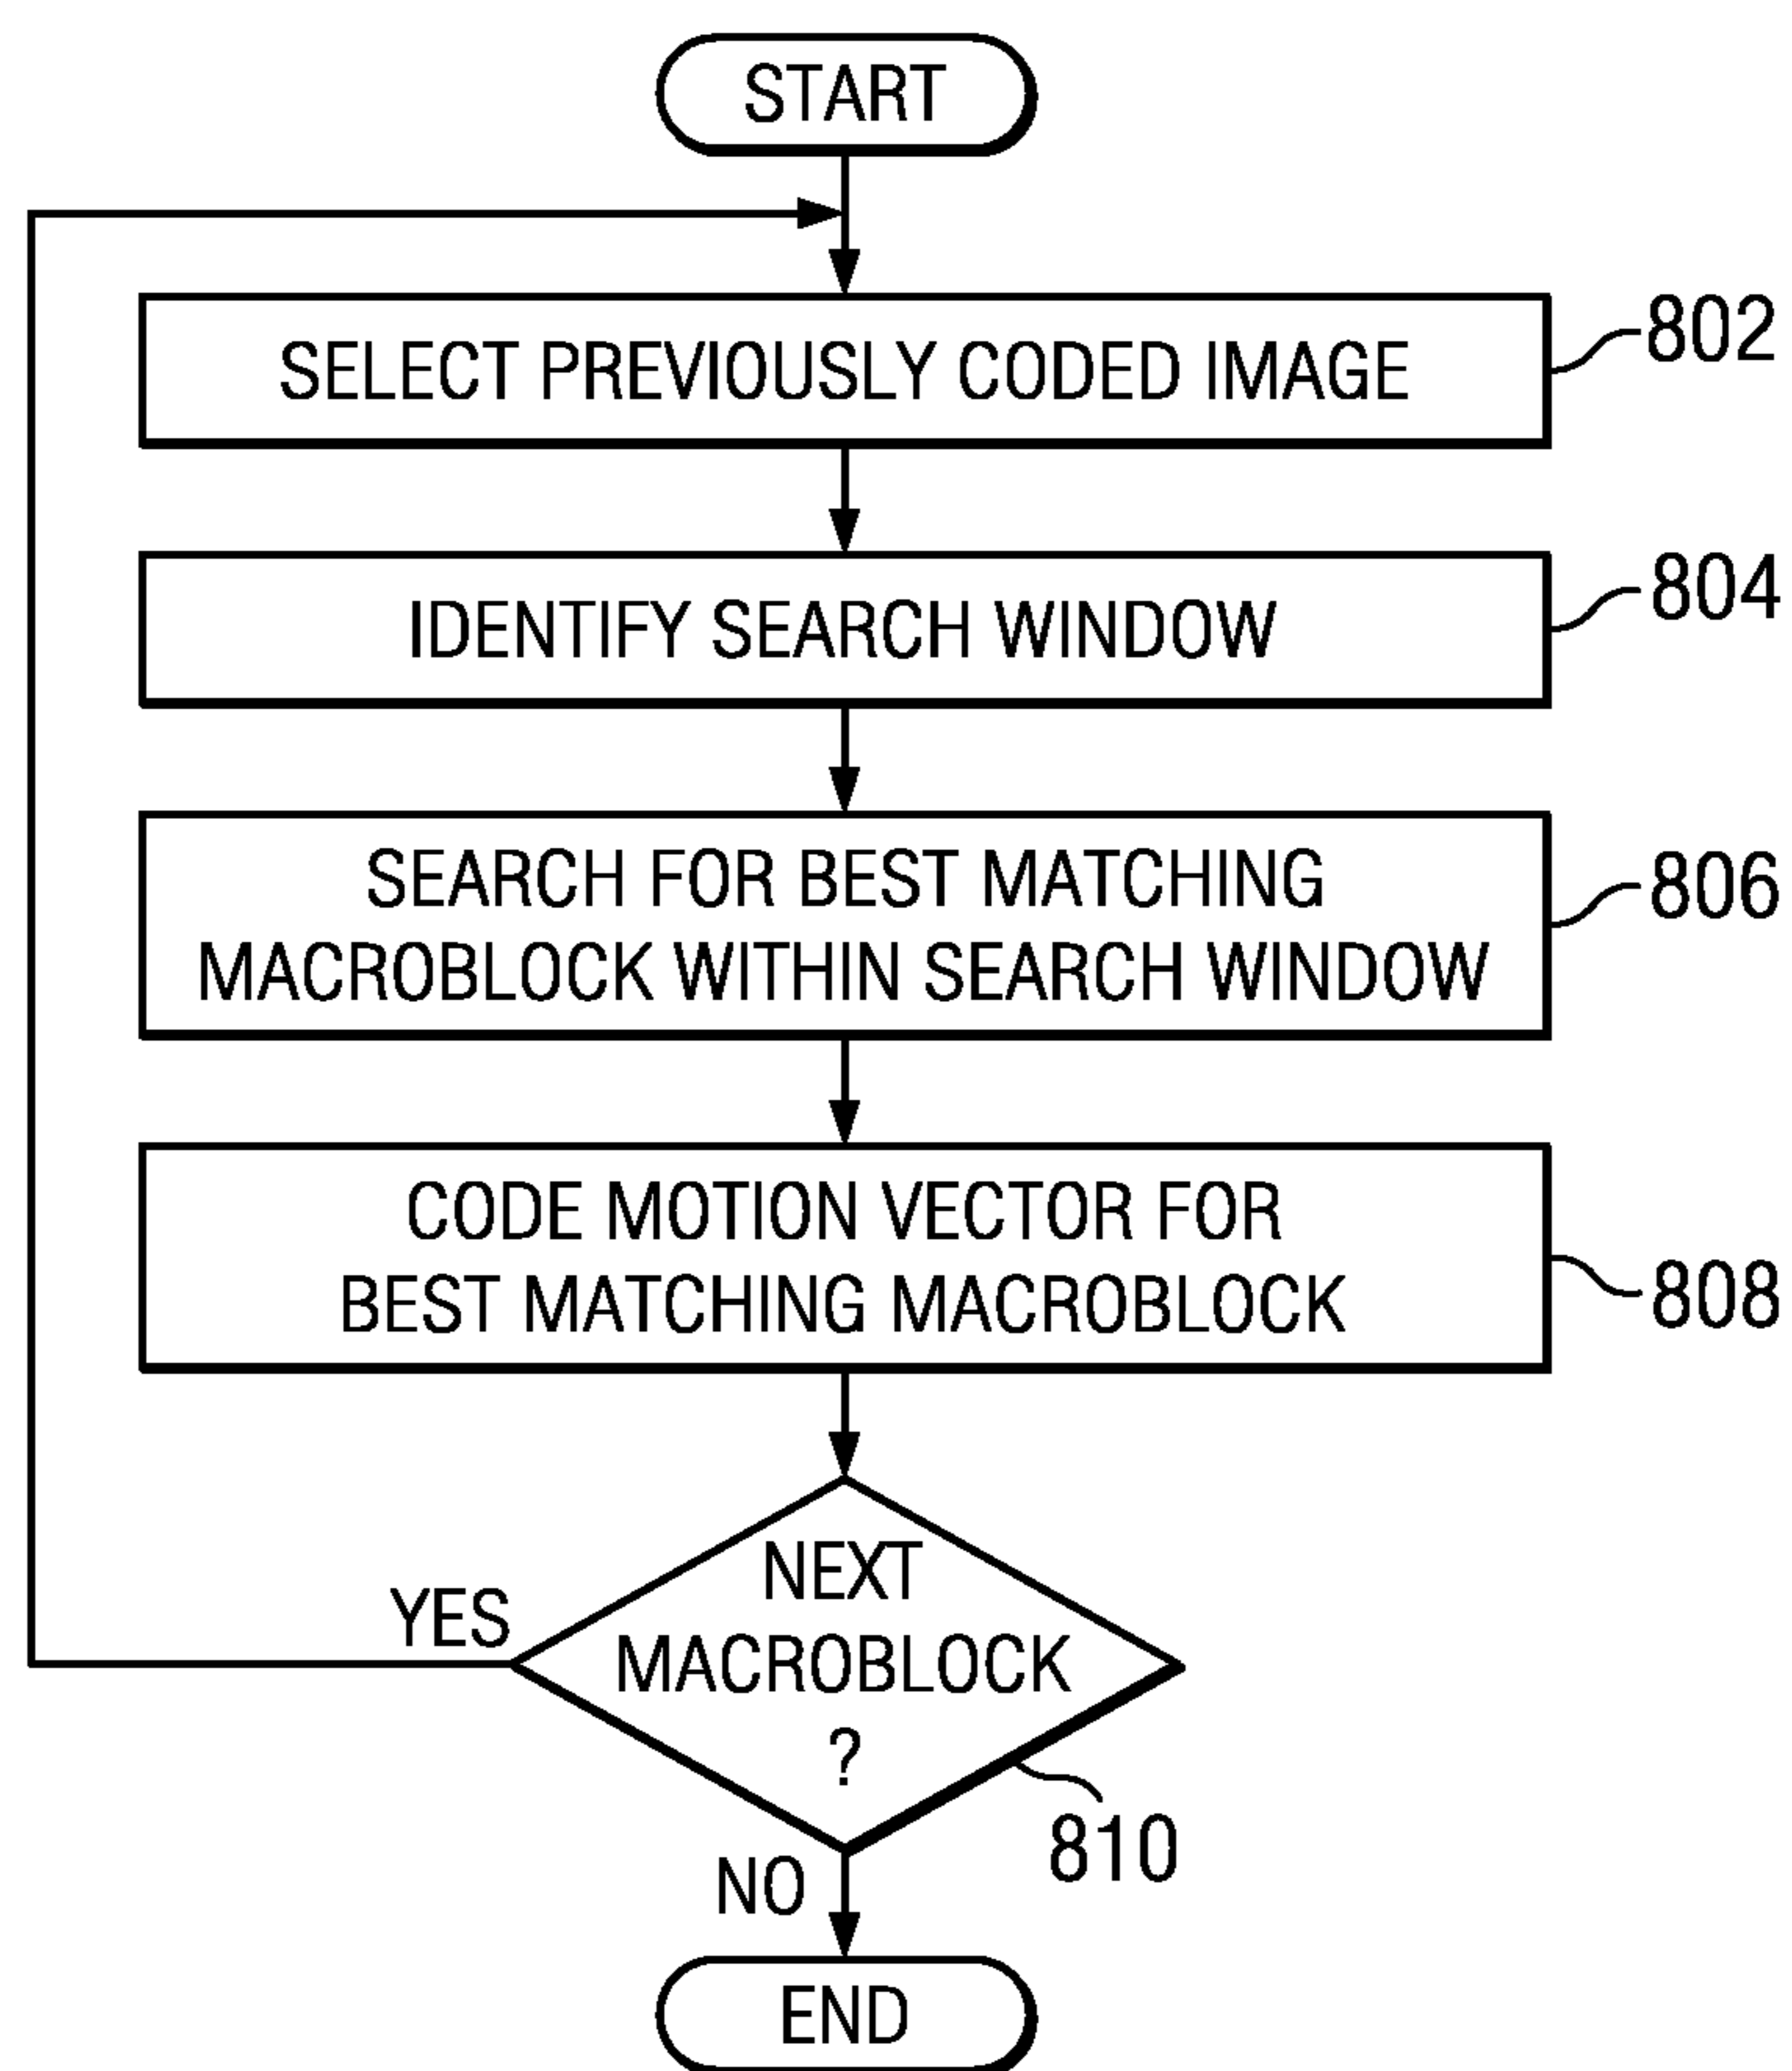 START
SELECT PREVIOUSLY CODED IMAGE
802
IDENTIFY SEARCH WINDOW
804
SEARCH FOR BEST MATCHING
MACROBLOCK WITHIN SEARCH WINDOW
806
CODE MOTION VECTOR FOR
BEST MATCHING MACROBLOCK
808
NEXT
MACROBLOCK
?
YES
810
NO
END